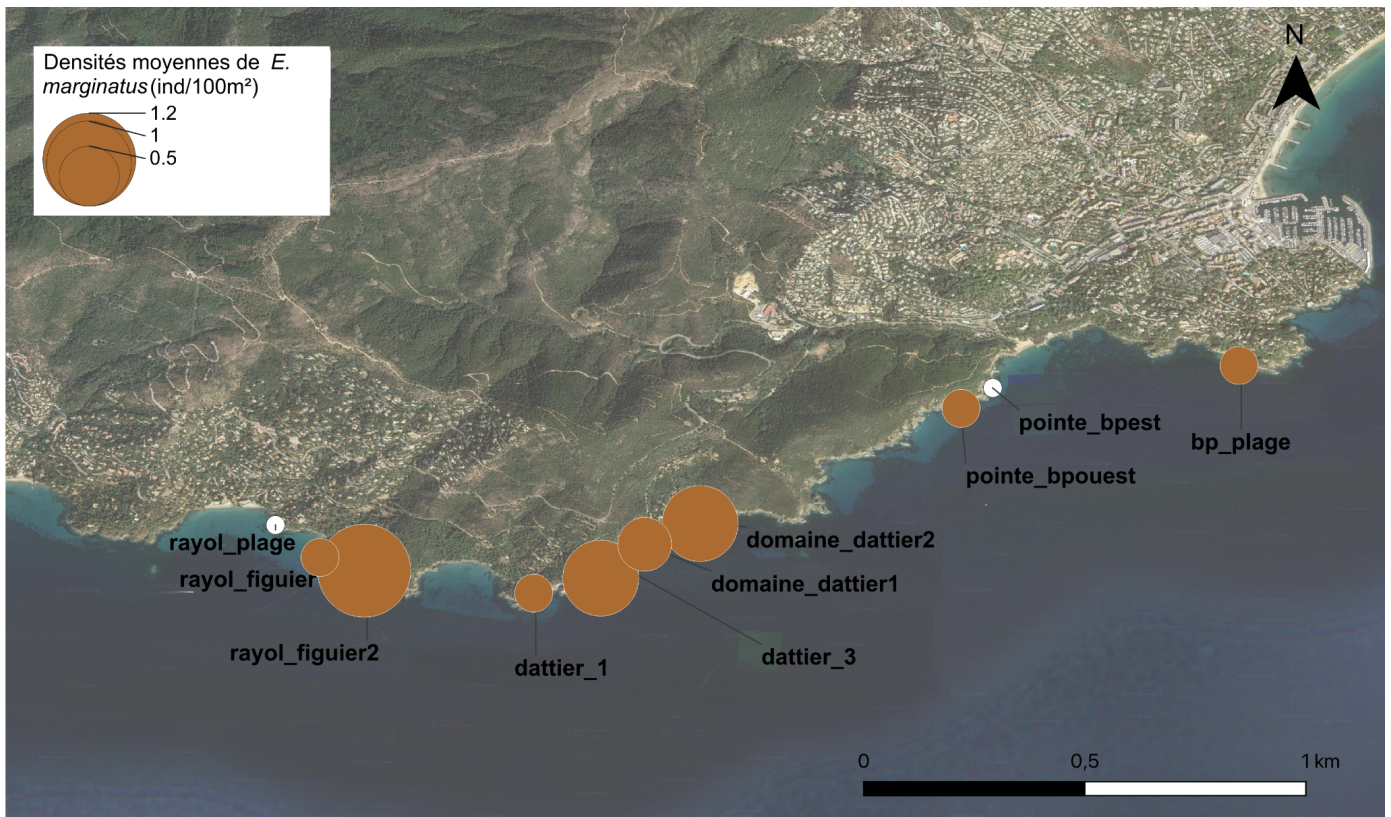 Densités moyennes de E.
marginatus (ind/100m²)
1.2
1
0.5
N
pointe_bpest
bp_plage
pointe_bpouest
rayol_plage
domaine_dattier2
rayol_figuier
domaine_dattier1
rayol_figuier2
dattier_3
dattier_1
0
0,5
1 km